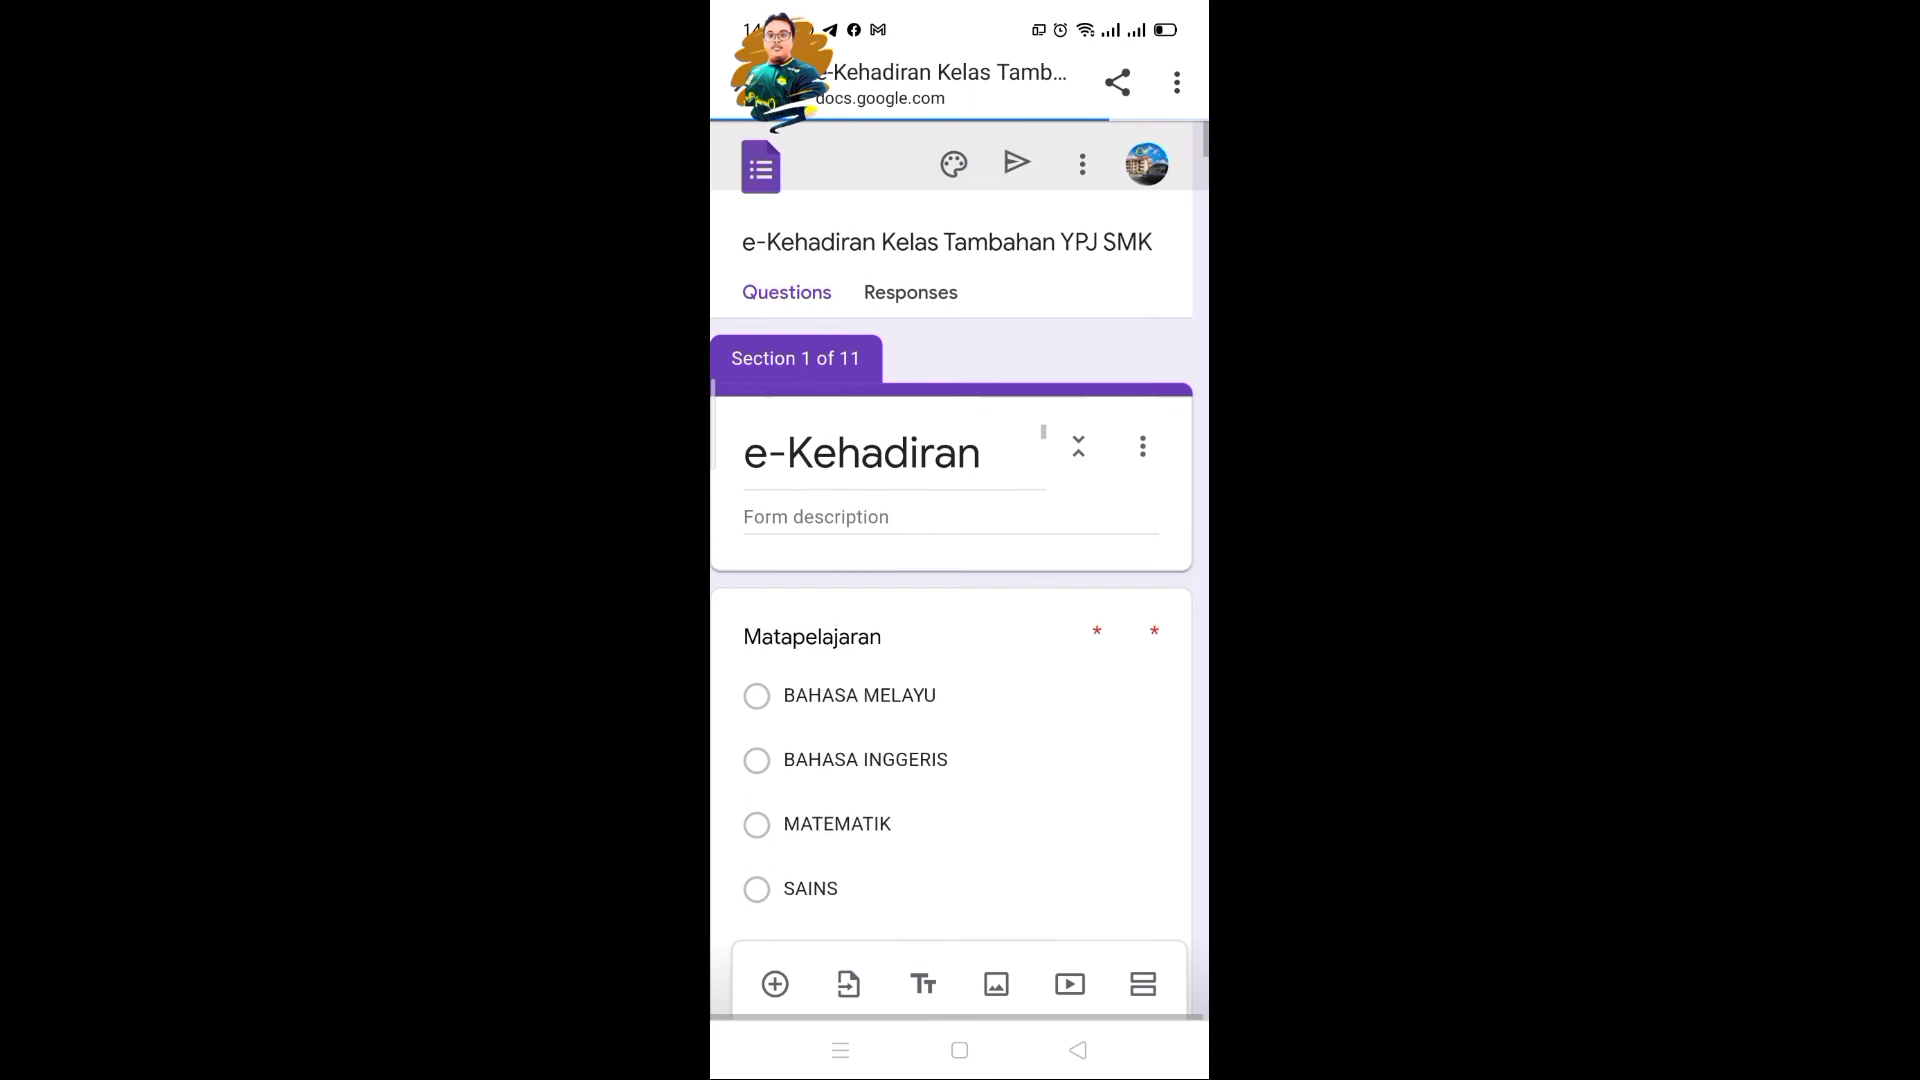 e-Kehadiran Kelas Tamb...
docs.google.com
e-Kehadiran Kelas Tambahan YPJ SMK
Questions Responses
Section 1 of 11
e-Kehadiran
Form description
Matapelajaran * *
BAHASA MELAYU
BAHASA INGGERIS
MATEMATIK
SAINS